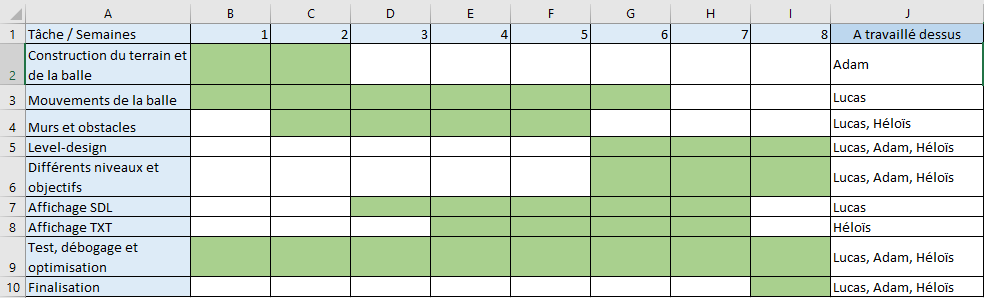 A B C D E F G H I J
1 Tâche / Semaines 1 2 3 4 5 6 7 8 A travaillé dessus
Construction du terrain et
2 de la balle Adam
3 Mouvements de la balle Lucas
4 Murs et obstacles Lucas, Héloïs
5 Level-design Lucas, Adam, Héloïs
Différents niveaux et
6 objectifs Lucas, Adam, Héloïs
7 Affichage SDL Lucas
8 Affichage TXT Héloïs
Test, débogage et
9 optimisation Lucas, Adam, Héloïs
10 Finalisation Lucas, Adam, Héloïs